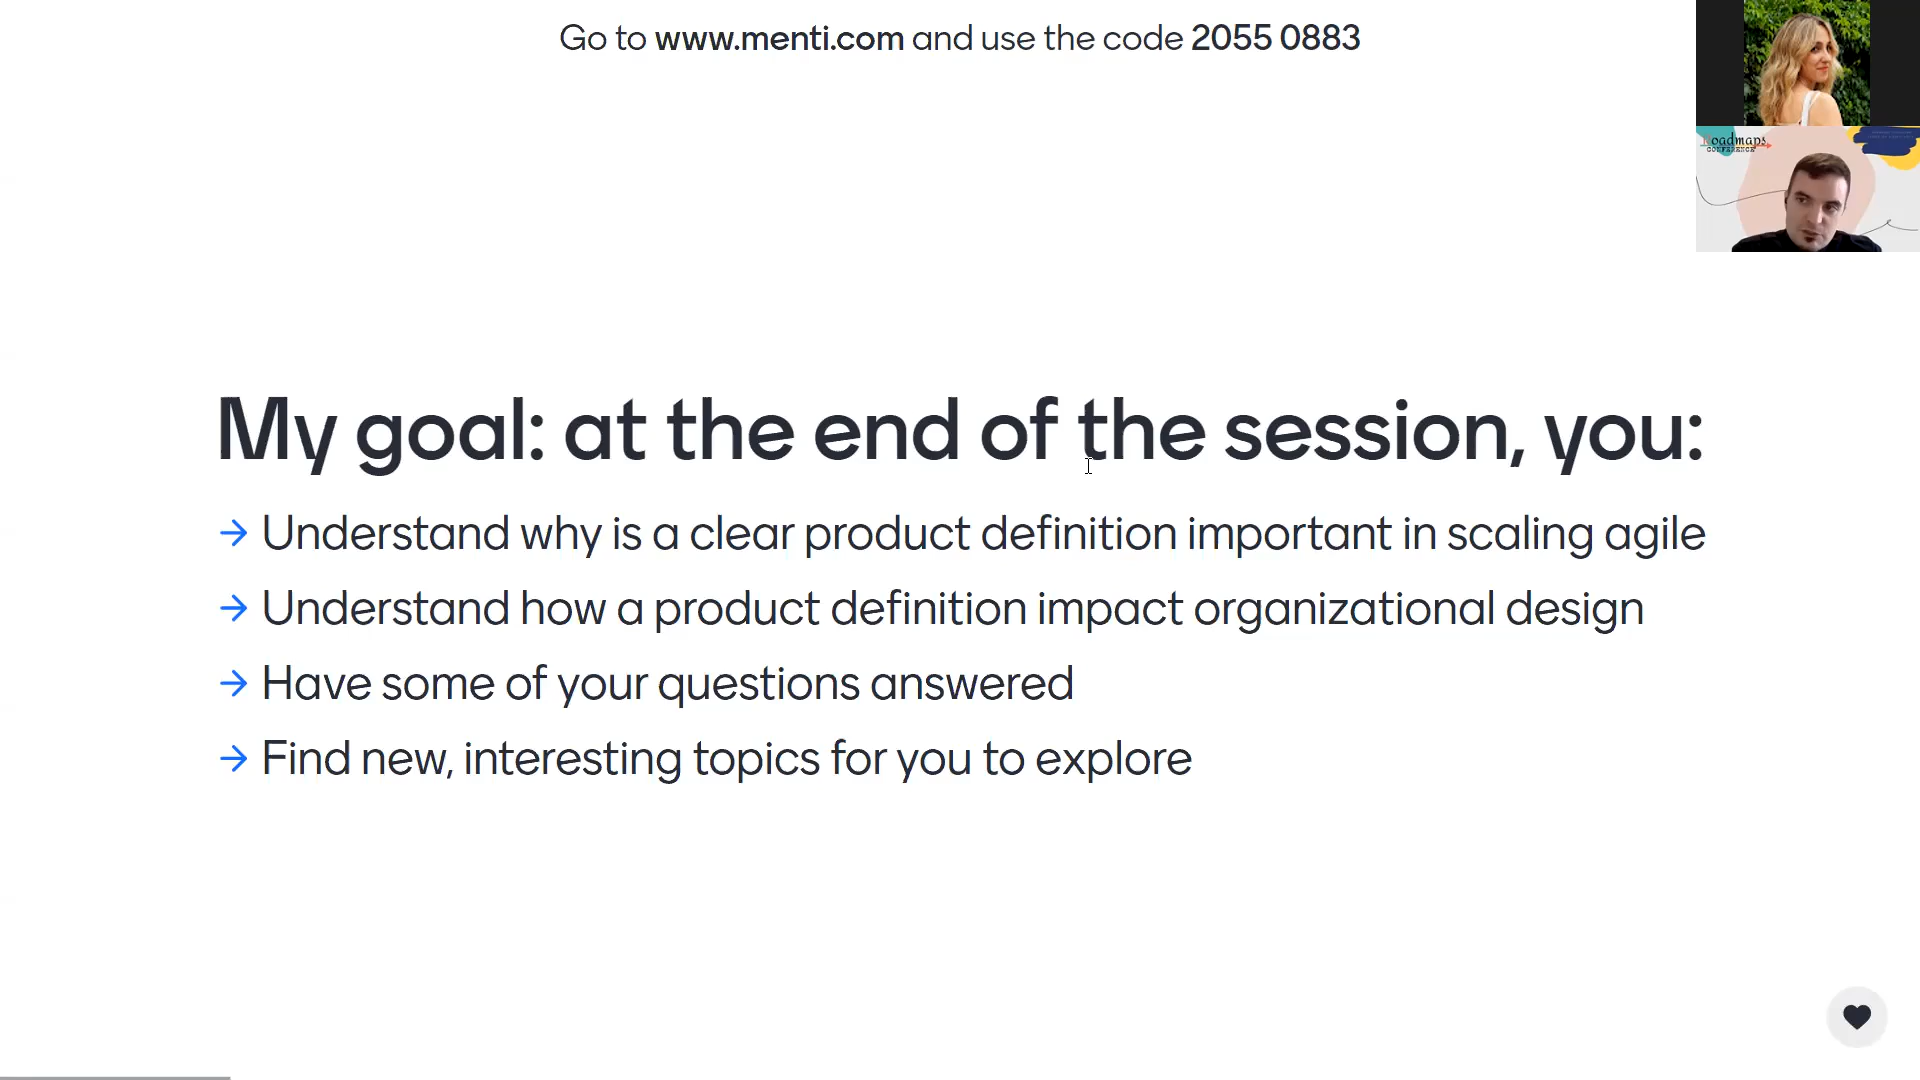 Go to www.menti.com and use the code 2055 0883
Roadmaps
CONFERENCE
My goal: at the end of the session, you:
→ Understand why is a clear product definition important in scaling agile
→ Understand how a product definition impact organizational design
→ Have some of your questions answered
→ Find new, interesting topics for you to explore